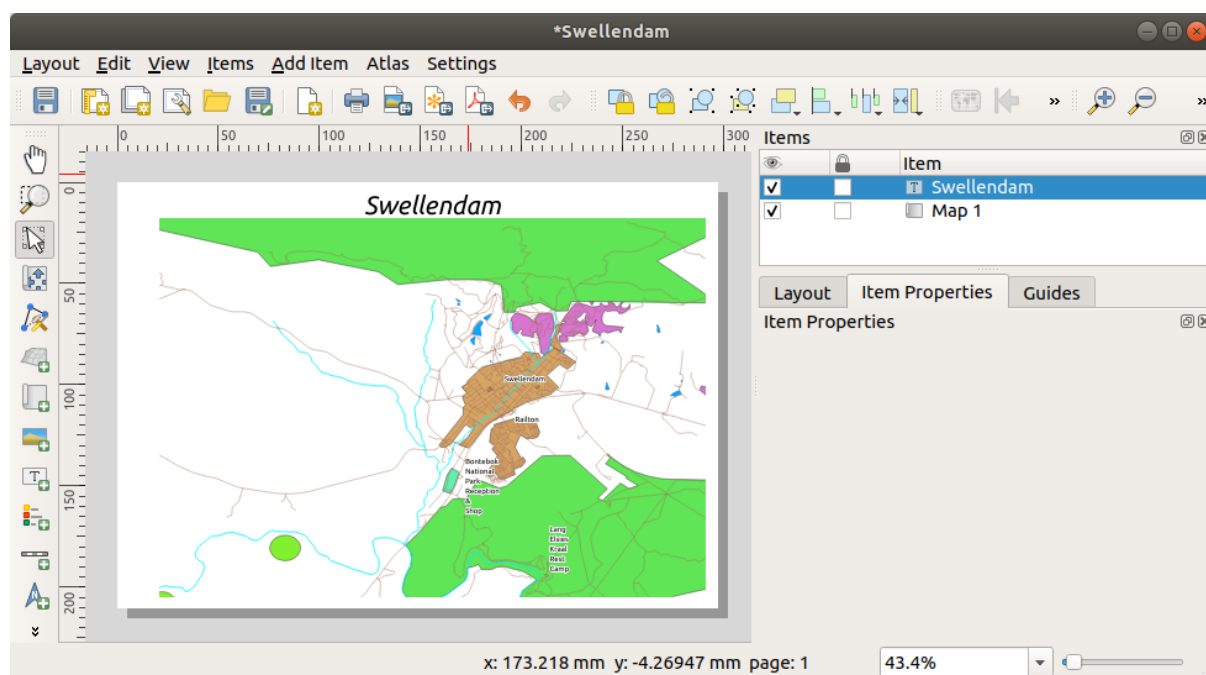 *Swellendam
Layout Edit View Items Add Item Atlas Settings
» »
0 50 100 150 200 250 300
Items
Item
Swellendam
Map 1
Layout Item Properties Guides
Item Properties
0
50
100
150
200
Swellendam
Swellendam
Railton
Bontebok
National
Park
Reception
&
Shop
Lang
Elsies
Kraal
Rest
Camp
x: 173.218 mm y: -4.26947 mm page: 1 43.4%